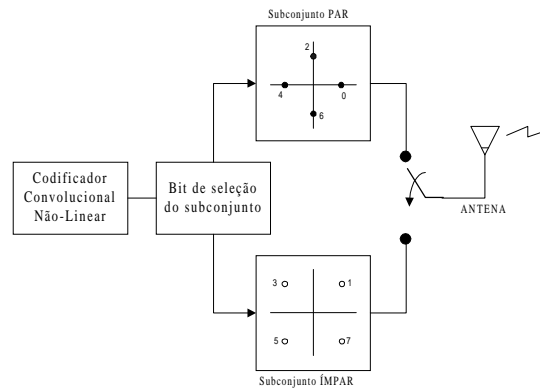 Subconjunto PAR
2
4
0
6
Codificador
Convolucional
Não-Linear
Bit de seleção
do subconjunto
ANTENA
3
1
5
7
Subconjunto ÍMPAR